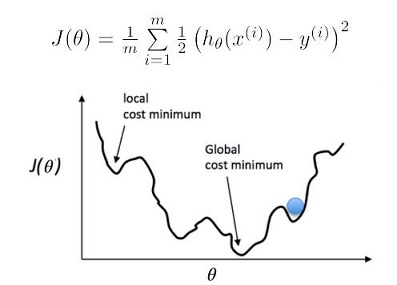 J(θ) = 1/m ∑_{i=1}^{m} 1/2 (h_θ(x^{(i)}) − y^{(i)})^2
local
cost minimum
Global
cost minimum
J(θ)
θ